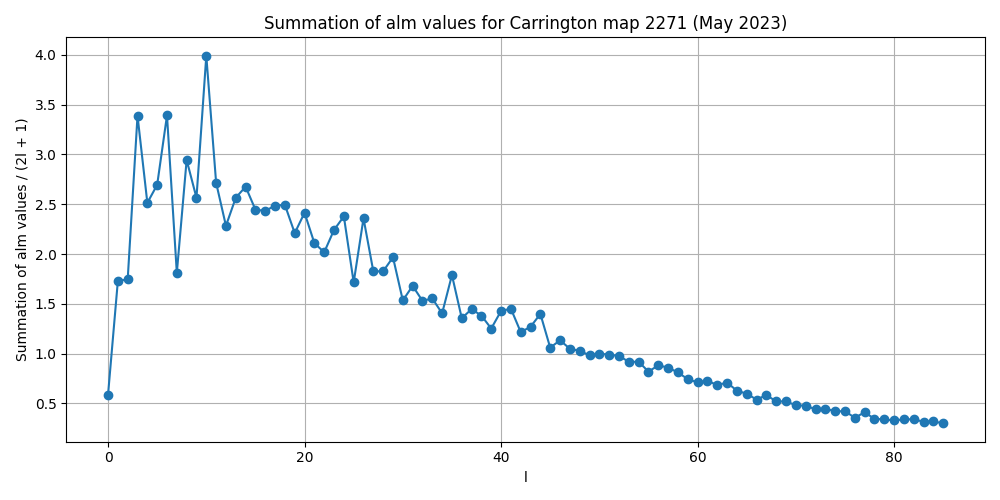 Summation of alm values for Carrington map 2271 (May 2023)
Summation of alm values / (2l + 1)
4.0
3.5
3.0
2.5
2.0
1.5
1.0
0.5
0 20 40 60 80
l